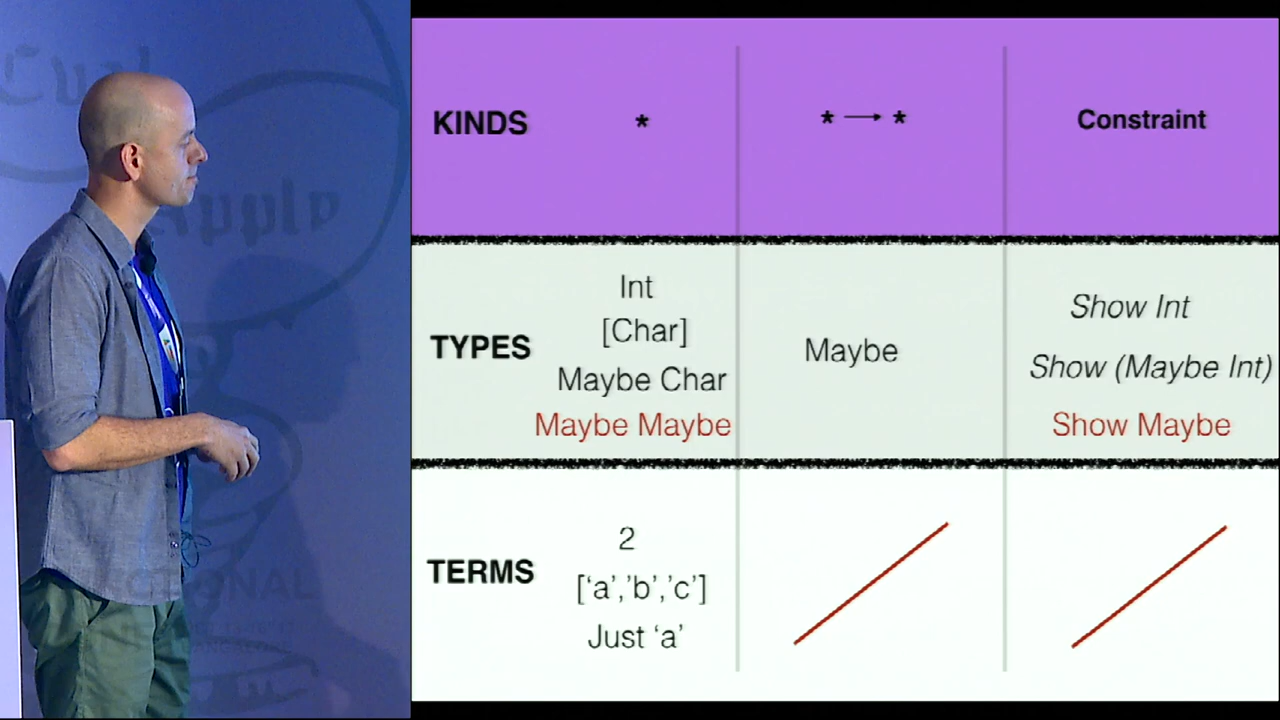 KINDS * * → * Constraint
Int
[Char]
Maybe Char
Maybe Maybe
TYPES
Maybe
Show Int
Show (Maybe Int)
Show Maybe
TERMS
2
['a','b','c']
Just 'a'
Apple